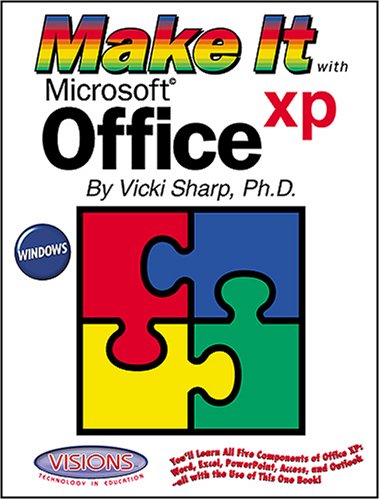 Make It with
Microsoft©
Office xp
By Vicki Sharp, Ph.D.
WINDOWS
VISIONS
TECHNOLOGY IN EDUCATION
You'll Learn All Five Components of Office XP:
Word, Excel, PowerPoint, Access, and Outlook
—all with the Use of This One Book!